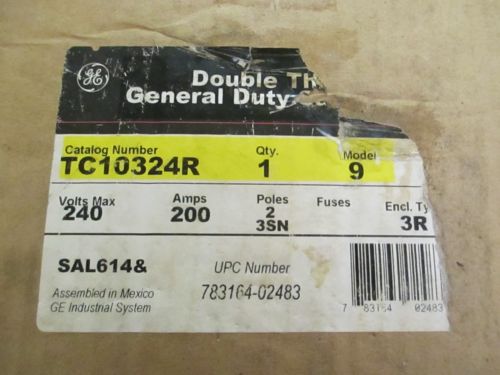 GE
Double Th
General Duty
Catalog Number Qty. Model
TC10324R 1 9
Volts Max Amps Poles Fuses Encl. Ty
240 200 2 3R
3SN
SAL614& UPC Number
Assembled in Mexico 783164-02483
GE Industrial System
7 83164 02483